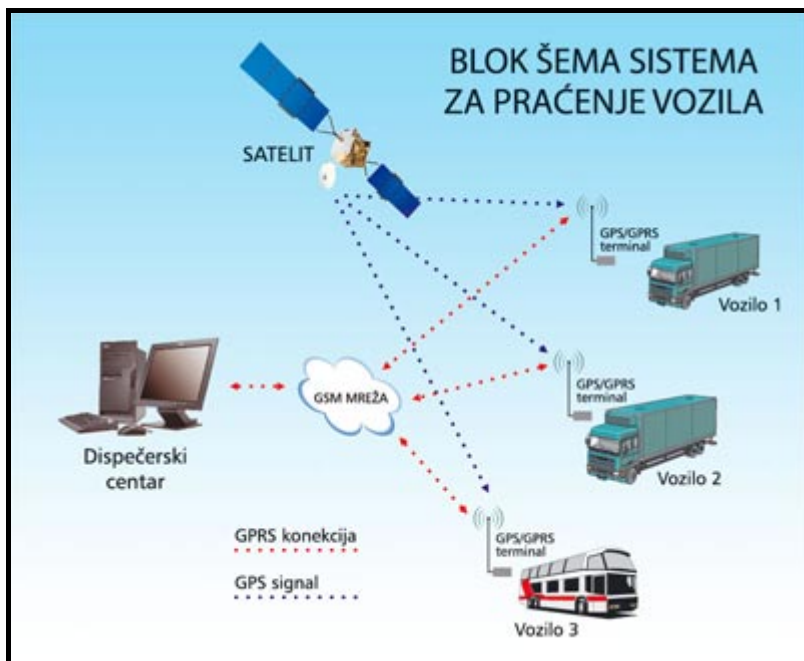 BLOK ŠEMA SISTEMA
ZA PRAĆENJE VOZILA
SATELIT
GPS/GPRS
terminal
Vozilo 1
GSM MREŽA
GPS/GPRS
terminal
Vozilo 2
Dispečerski
centar
GPRS konekcija
GPS signal
GPS/GPRS
terminal
Vozilo 3